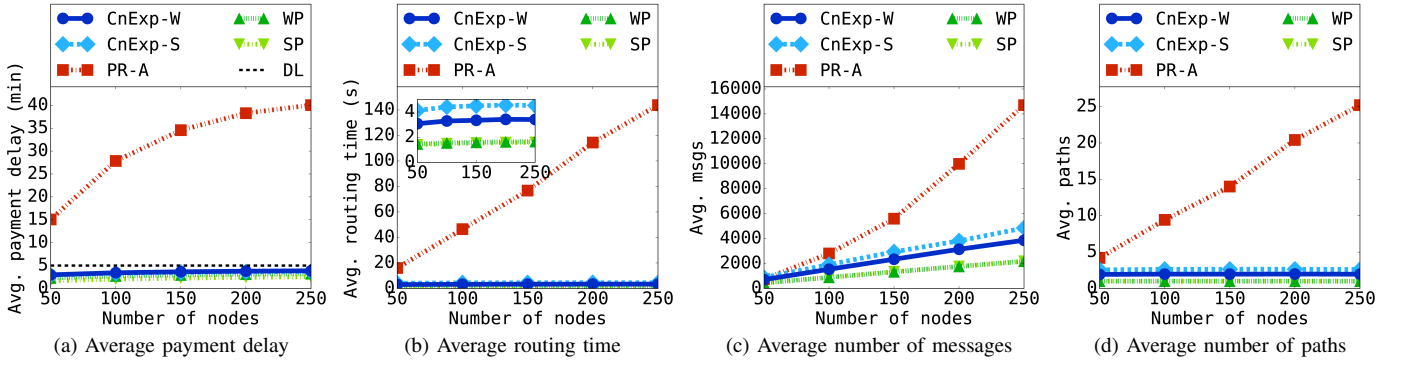 CnExp-W WP
CnExp-S SP
PR-A DL
Avg. payment delay (min)
40
35
30
25
20
15
10
5
0
50 100 150 200 250
Number of nodes
(a) Average payment delay
CnExp-W WP
CnExp-S SP
PR-A
Avg. routing time (s)
140
120
100
80
60
40
20
0
4
2
0
50 150 250
50 100 150 200 250
Number of nodes
(b) Average routing time
CnExp-W WP
CnExp-S SP
PR-A
Avg. msgs
16000
14000
12000
10000
8000
6000
4000
2000
0
50 100 150 200 250
Number of nodes
(c) Average number of messages
CnExp-W WP
CnExp-S SP
PR-A
Avg. paths
25
20
15
10
5
0
50 100 150 200 250
Number of nodes
(d) Average number of paths